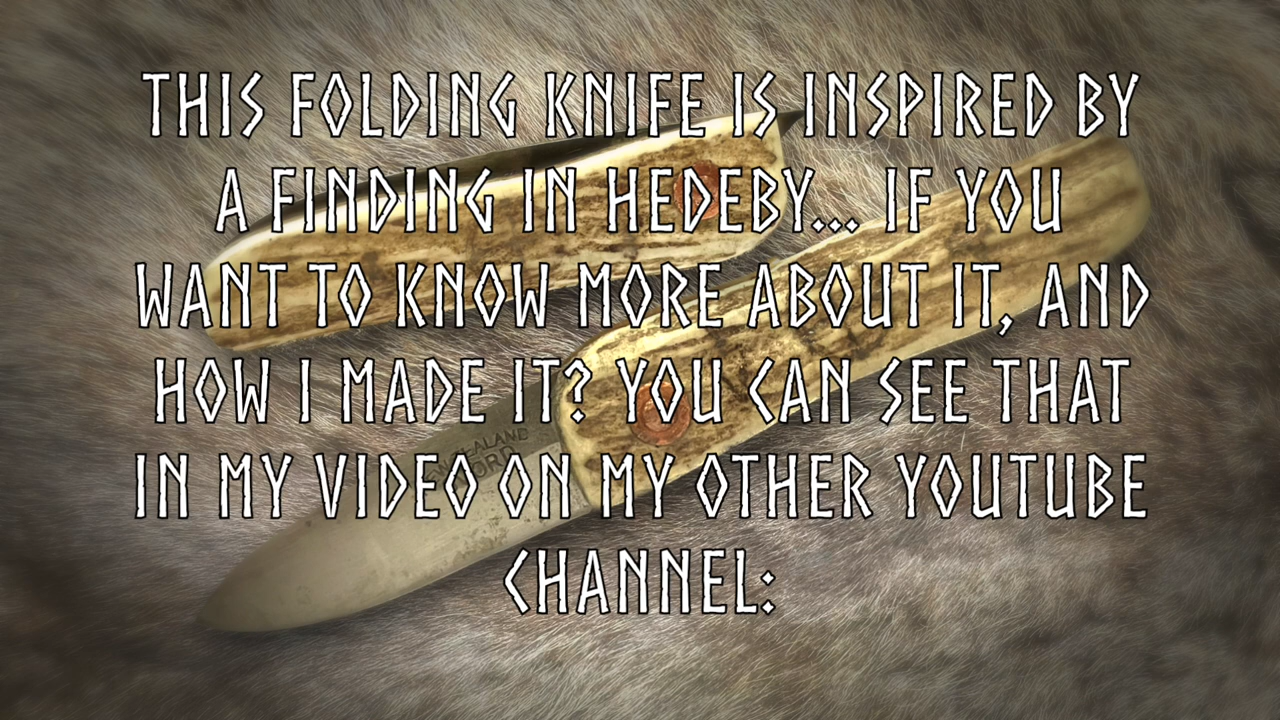 THIS FOLDING KNIFE IS INSPIRED BY
A FINDING IN HEDEBY... IF YOU
WANT TO KNOW MORE ABOUT IT, AND
HOW I MADE IT? YOU CAN SEE THAT
IN MY VIDEO ON MY OTHER YOUTUBE
CHANNEL: